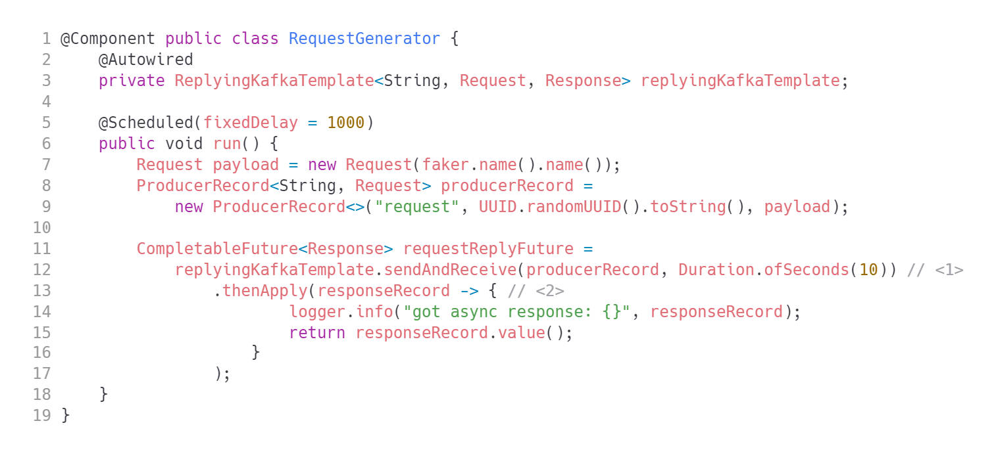 1 @Component public class RequestGenerator {
2     @Autowired
3     private ReplyingKafkaTemplate<String, Request, Response> replyingKafkaTemplate;
4
5     @Scheduled(fixedDelay = 1000)
6     public void run() {
7         Request payload = new Request(faker.name().name());
8         ProducerRecord<String, Request> producerRecord =
9             new ProducerRecord<>("request", UUID.randomUUID().toString(), payload);
10
11         CompletableFuture<Response> requestReplyFuture =
12             replyingKafkaTemplate.sendAndReceive(producerRecord, Duration.ofSeconds(10)) // <1>
13                 .thenApply(responseRecord -> { // <2>
14                         logger.info("got async response: {}", responseRecord);
15                         return responseRecord.value();
16                     }
17                 );
18     }
19 }